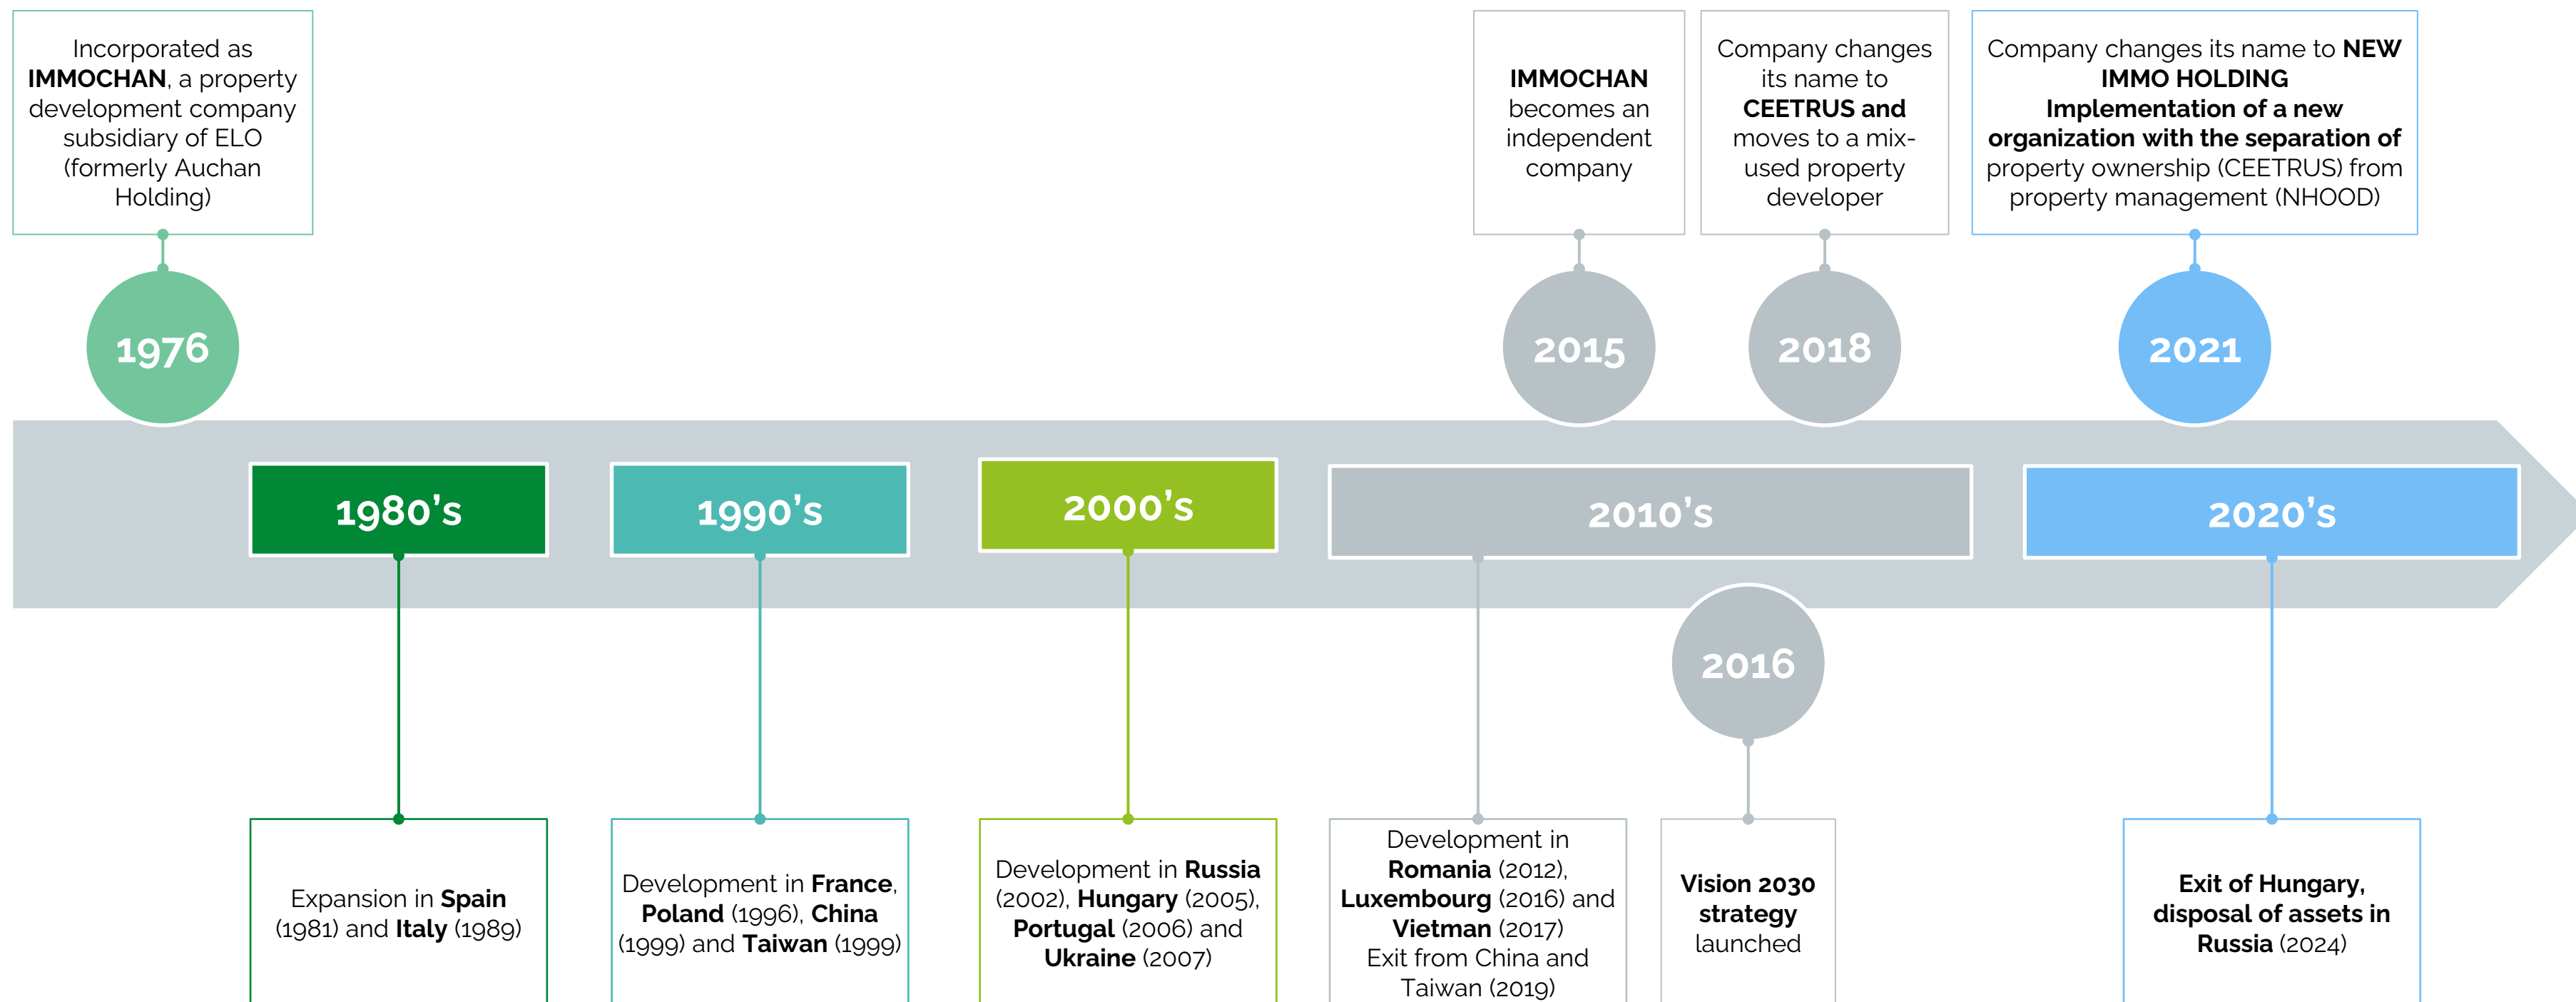 Incorporated as
IMMOCHAN, a property
development company
subsidiary of ELO
(formerly Auchan
Holding)
IMMOCHAN
becomes an
independent
company
Company changes
its name to
CEETRUS and
moves to a mix-
used property
developer
Company changes its name to NEW
IMMO HOLDING
Implementation of a new
organization with the separation of
property ownership (CEETRUS) from
property management (NHOOD)
1976
2015
2018
2021
1980's
1990's
2000's
2010's
2020's
2016
Expansion in Spain
(1981) and Italy (1989)
Development in France,
Poland (1996), China
(1999) and Taiwan (1999)
Development in Russia
(2002), Hungary (2005),
Portugal (2006) and
Ukraine (2007)
Development in
Romania (2012),
Luxembourg (2016) and
Vietman (2017)
Exit from China and
Taiwan (2019)
Vision 2030
strategy
launched
Exit of Hungary,
disposal of assets in
Russia (2024)